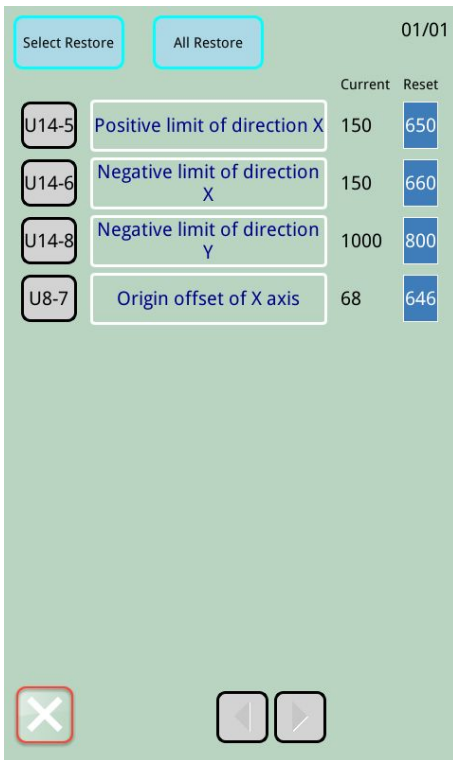 Select Restore
All Restore
01/01
Current Reset
U14-5 Positive limit of direction X 150 650
U14-6 Negative limit of direction
X 150 660
U14-8 Negative limit of direction
Y 1000 800
U8-7 Origin offset of X axis 68 646